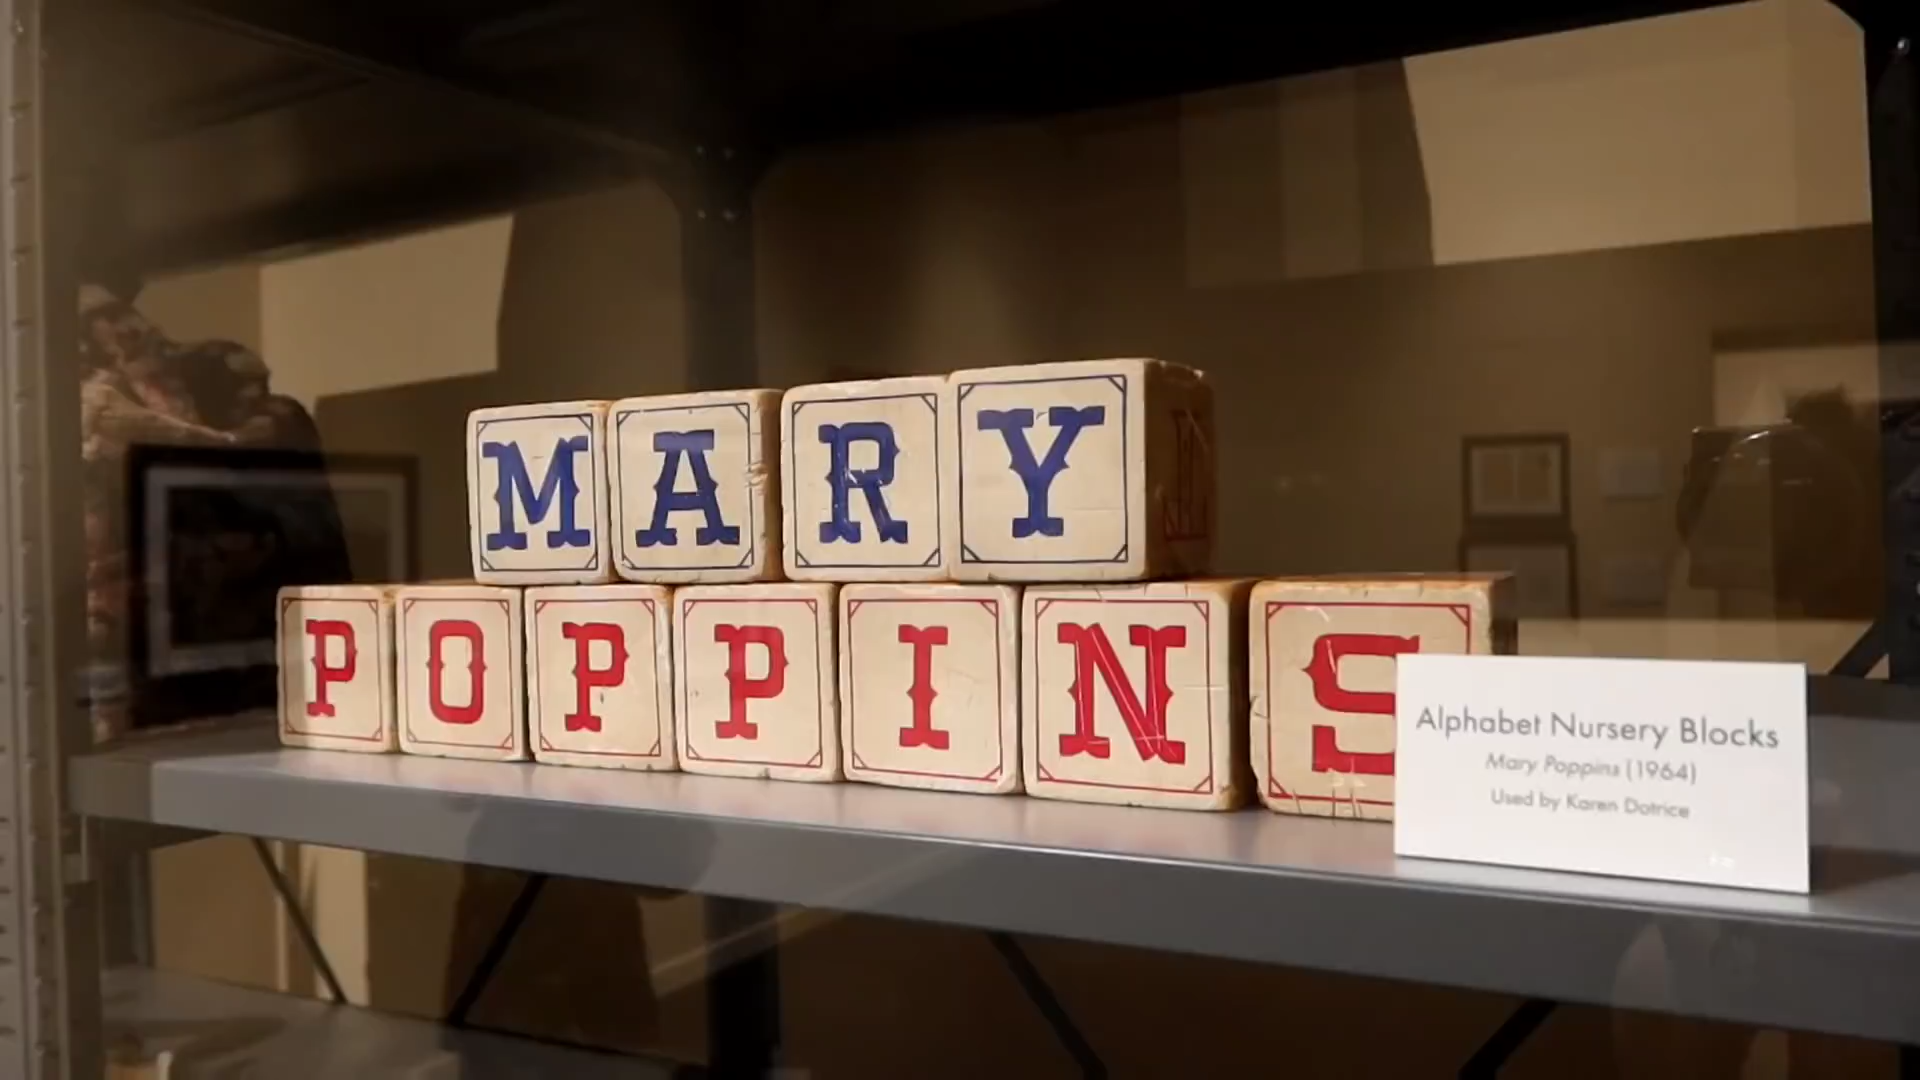 MARY
POPPINS
Alphabet Nursery Blocks
Mary Poppins (1964)
Used by Karen Dotrice